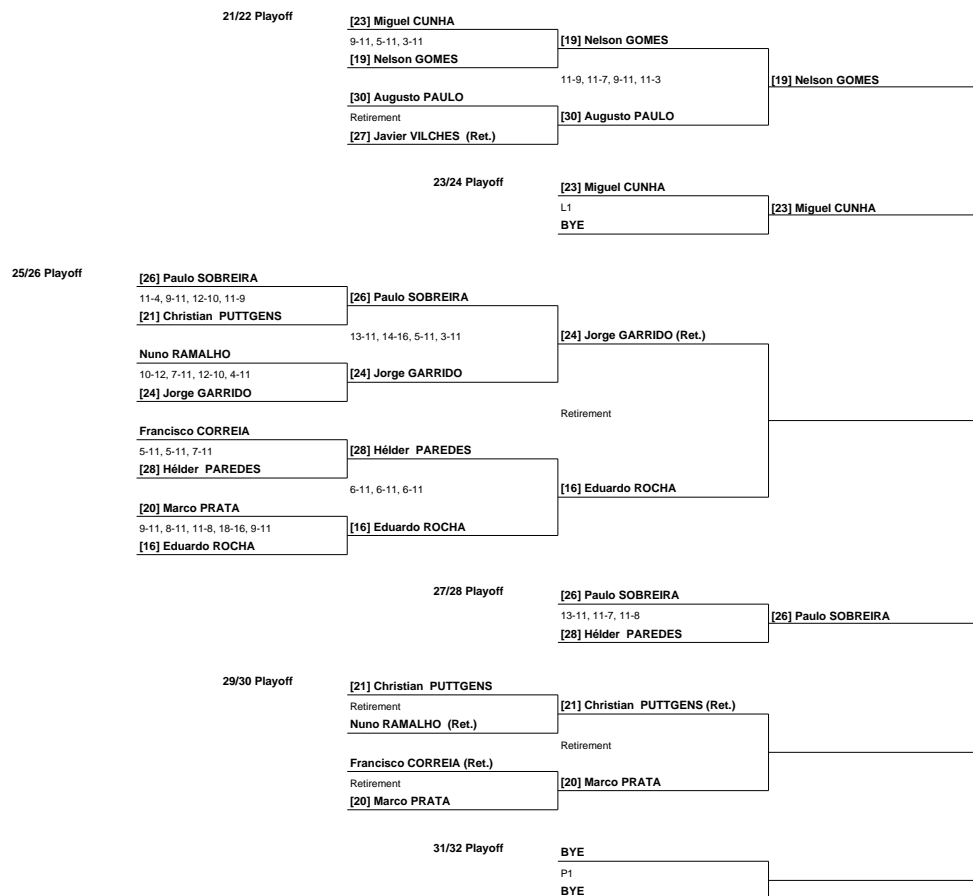 21/22 Playoff
[23] Miguel CUNHA
9-11, 5-11, 3-11
[19] Nelson GOMES
[19] Nelson GOMES
11-9, 11-7, 9-11, 11-3
[19] Nelson GOMES
[30] Augusto PAULO
Retirement
[30] Augusto PAULO
[27] Javier VILCHES (Ret.)
23/24 Playoff
[23] Miguel CUNHA
L1
[23] Miguel CUNHA
BYE
25/26 Playoff
[26] Paulo SOBREIRA
11-4, 9-11, 12-10, 11-9
[26] Paulo SOBREIRA
[21] Christian PUTTGENS
13-11, 14-16, 5-11, 3-11
[24] Jorge GARRIDO (Ret.)
Nuno RAMALHO
10-12, 7-11, 12-10, 4-11
[24] Jorge GARRIDO
[24] Jorge GARRIDO
Retirement
Francisco CORREIA
5-11, 5-11, 7-11
[28] Hélder PAREDES
[28] Hélder PAREDES
6-11, 6-11, 6-11
[16] Eduardo ROCHA
[20] Marco PRATA
9-11, 8-11, 11-8, 18-16, 9-11
[16] Eduardo ROCHA
[16] Eduardo ROCHA
27/28 Playoff
[26] Paulo SOBREIRA
13-11, 11-7, 11-8
[26] Paulo SOBREIRA
[28] Hélder PAREDES
29/30 Playoff
[21] Christian PUTTGENS
Retirement
[21] Christian PUTTGENS (Ret.)
Nuno RAMALHO (Ret.)
Retirement
Francisco CORREIA (Ret.)
Retirement
[20] Marco PRATA
[20] Marco PRATA
31/32 Playoff
BYE
P1
BYE